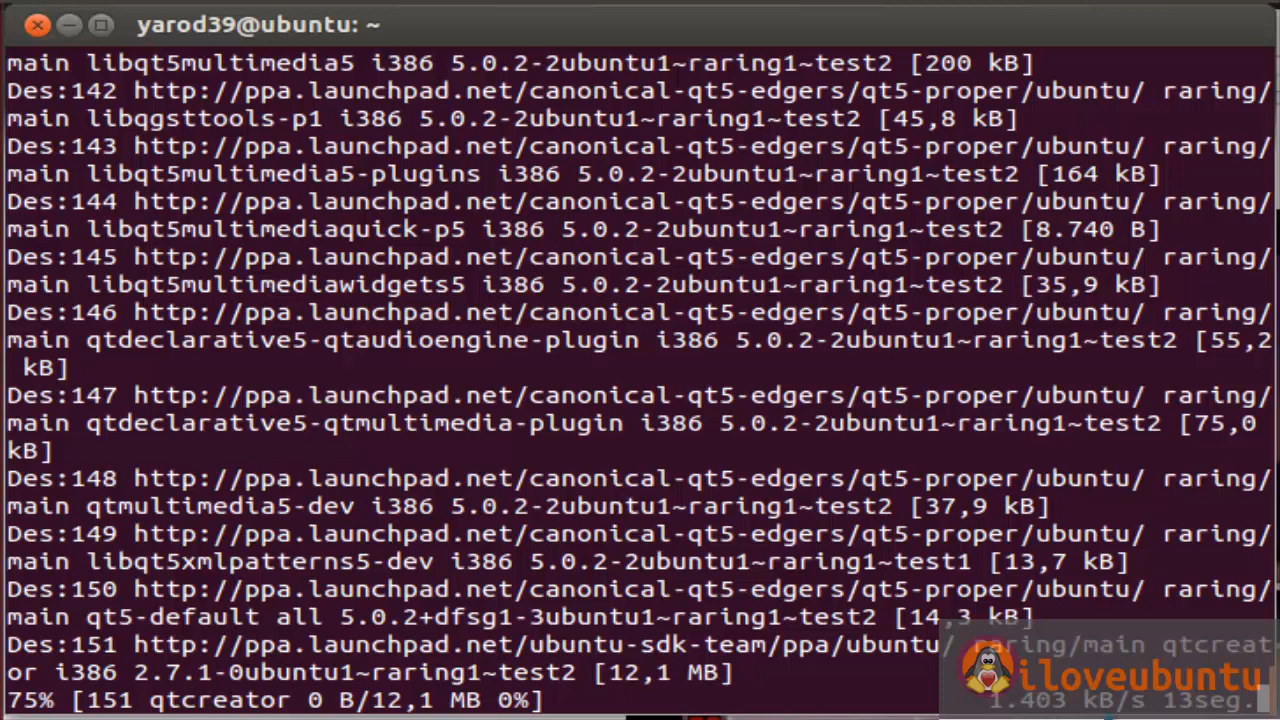 yarod39@ubuntu: ~
main libqt5multimedia5 i386 5.0.2-2ubuntu1~raring1~test2 [200 kB]
Des:142 http://ppa.launchpad.net/canonical-qt5-edgers/qt5-proper/ubuntu/ raring/
main libqgsttools-p1 i386 5.0.2-2ubuntu1~raring1~test2 [45,8 kB]
Des:143 http://ppa.launchpad.net/canonical-qt5-edgers/qt5-proper/ubuntu/ raring/
main libqt5multimedia5-plugins i386 5.0.2-2ubuntu1~raring1~test2 [164 kB]
Des:144 http://ppa.launchpad.net/canonical-qt5-edgers/qt5-proper/ubuntu/ raring/
main libqt5multimediaquick-p5 i386 5.0.2-2ubuntu1~raring1~test2 [8.740 B]
Des:145 http://ppa.launchpad.net/canonical-qt5-edgers/qt5-proper/ubuntu/ raring/
main libqt5multimediawidgets5 i386 5.0.2-2ubuntu1~raring1~test2 [35,9 kB]
Des:146 http://ppa.launchpad.net/canonical-qt5-edgers/qt5-proper/ubuntu/ raring/
main qtdeclarative5-qtaudioengine-plugin i386 5.0.2-2ubuntu1~raring1~test2 [55,2
kB]
Des:147 http://ppa.launchpad.net/canonical-qt5-edgers/qt5-proper/ubuntu/ raring/
main qtdeclarative5-qtmultimedia-plugin i386 5.0.2-2ubuntu1~raring1~test2 [75,0
kB]
Des:148 http://ppa.launchpad.net/canonical-qt5-edgers/qt5-proper/ubuntu/ raring/
main qtmultimedia5-dev i386 5.0.2-2ubuntu1~raring1~test2 [37,9 kB]
Des:149 http://ppa.launchpad.net/canonical-qt5-edgers/qt5-proper/ubuntu/ raring/
main libqt5xmlpatterns5-dev i386 5.0.2-2ubuntu1~raring1~test1 [13,7 kB]
Des:150 http://ppa.launchpad.net/canonical-qt5-edgers/qt5-proper/ubuntu/ raring/
main qt5-default all 5.0.2+dfsg1-3ubuntu1~raring1~test2 [14,3 kB]
Des:151 http://ppa.launchpad.net/ubuntu-sdk-team/ppa/ubuntu/ raring/main qtcreat
or i386 2.7.1-0ubuntu1~raring1~test2 [12,1 MB]
75% [151 qtcreator 0 B/12,1 MB 0%] 1.403 kB/s 13seg.
iloveubuntu